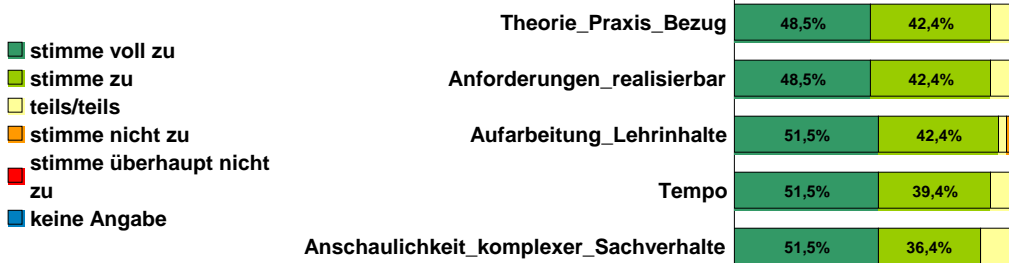 stimme voll zu
stimme zu
teils/teils
stimme nicht zu
stimme überhaupt nicht
zu
keine Angabe
Theorie_Praxis_Bezug 48,5% 42,4%
Anforderungen_realisierbar 48,5% 42,4%
Aufarbeitung_Lehrinhalte 51,5% 42,4%
Tempo 51,5% 39,4%
Anschaulichkeit_komplexer_Sachverhalte 51,5% 36,4%